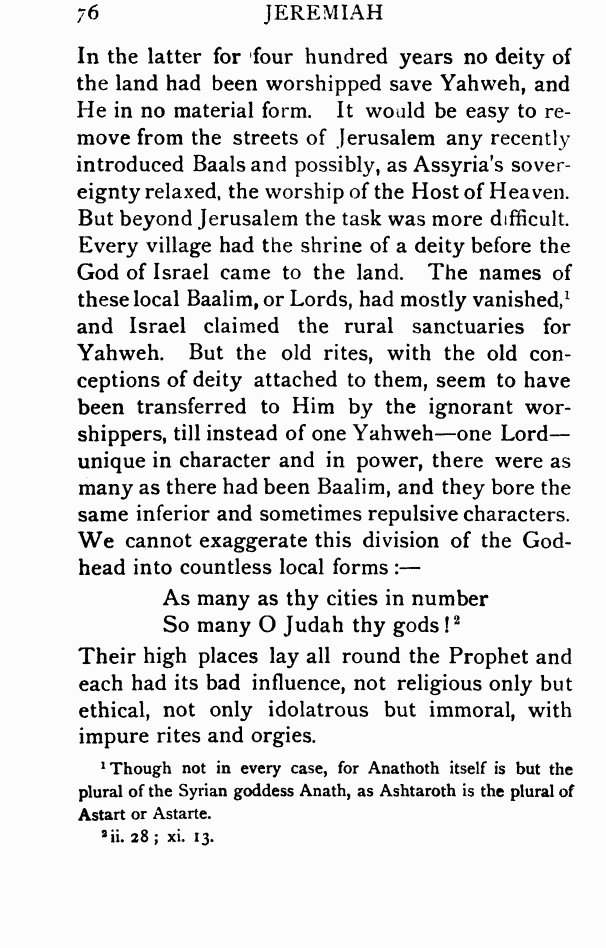 76 JEREMIAH
In the latter for four hundred years no deity of
the land had been worshipped save Yahweh, and
He in no material form. It would be easy to re-
move from the streets of Jerusalem any recently
introduced Baals and possibly, as Assyria's sover-
eignty relaxed, the worship of the Host of Heaven.
But beyond Jerusalem the task was more difficult.
Every village had the shrine of a deity before the
God of Israel came to the land. The names of
these local Baalim, or Lords, had mostly vanished,¹
and Israel claimed the rural sanctuaries for
Yahweh. But the old rites, with the old con-
ceptions of deity attached to them, seem to have
been transferred to Him by the ignorant wor-
shippers, till instead of one Yahweh—one Lord—
unique in character and in power, there were as
many as there had been Baalim, and they bore the
same inferior and sometimes repulsive characters.
We cannot exaggerate this division of the God-
head into countless local forms :—
As many as thy cities in number
So many O Judah thy gods !²
Their high places lay all round the Prophet and
each had its bad influence, not religious only but
ethical, not only idolatrous but immoral, with
impure rites and orgies.
¹ Though not in every case, for Anathoth itself is but the
plural of the Syrian goddess Anath, as Ashtaroth is the plural of
Astart or Astarte.
² ii. 28 ; xi. 13.